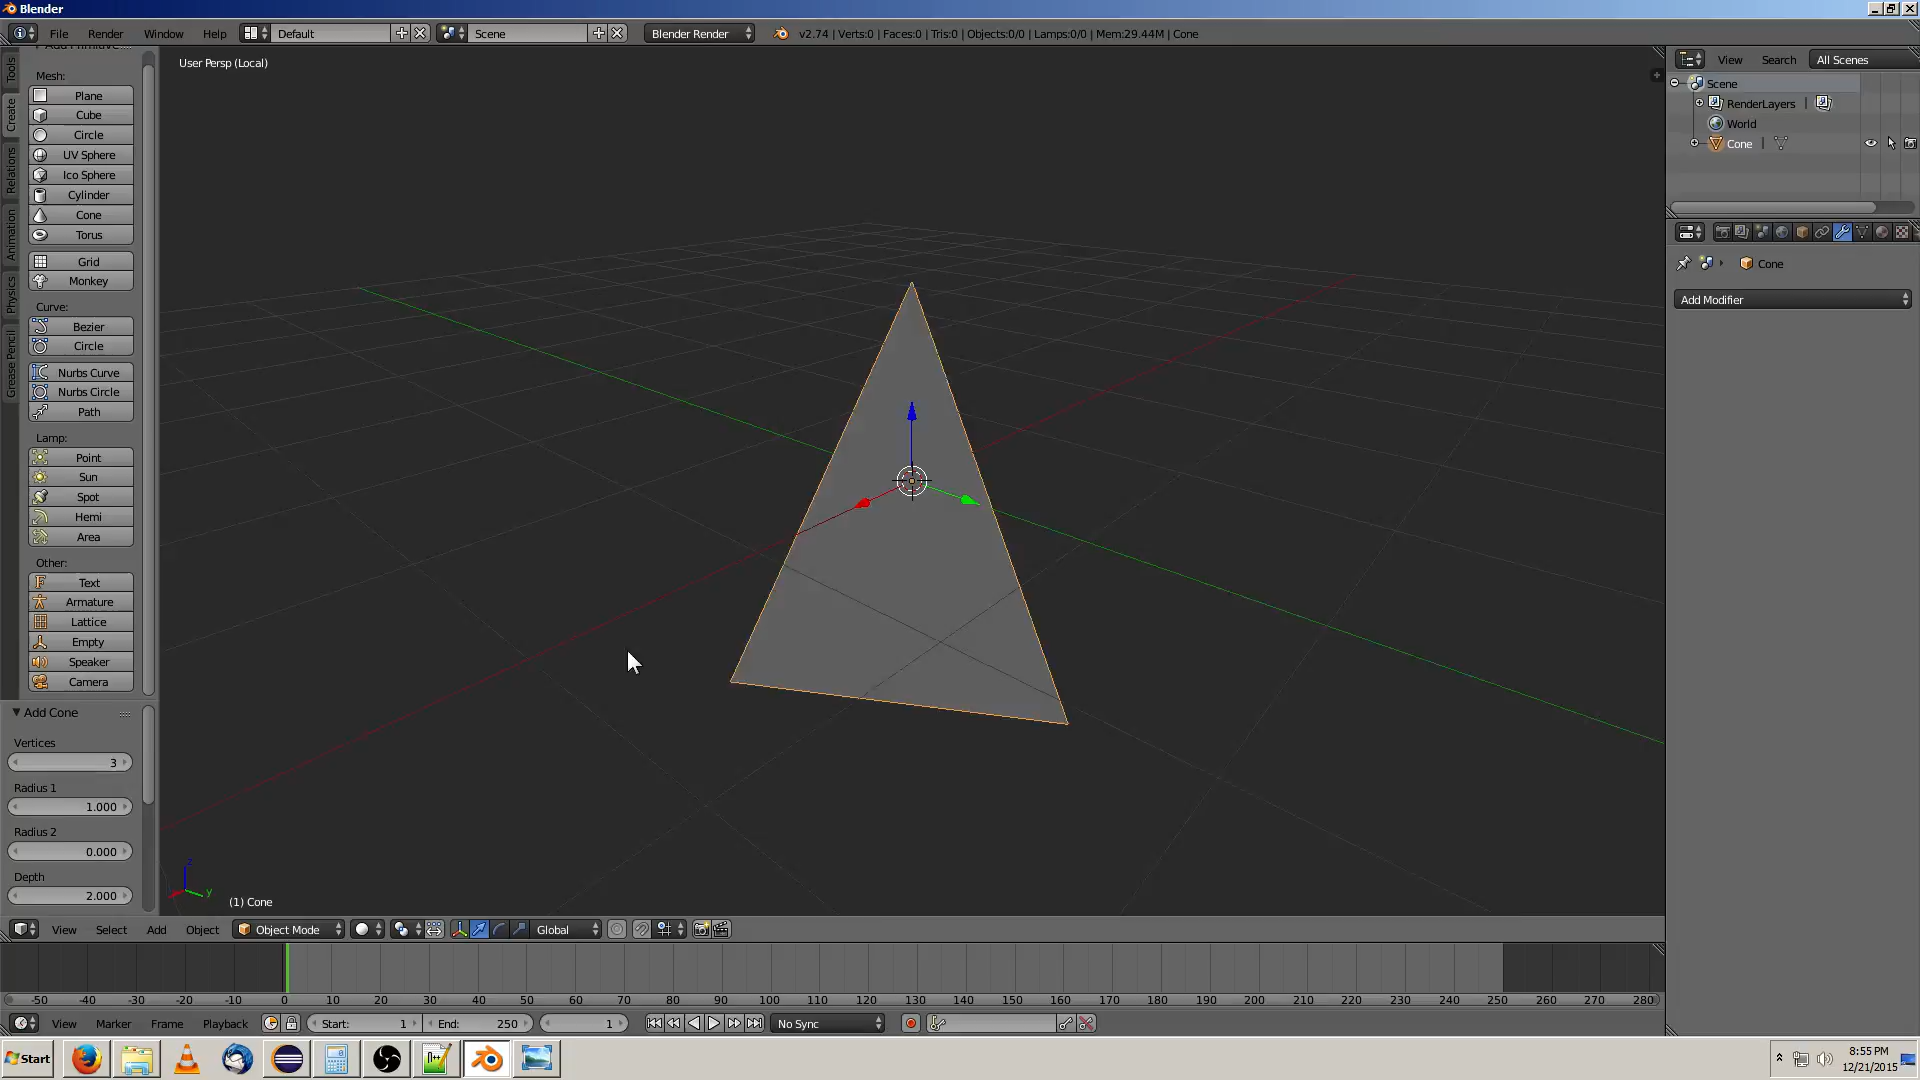 Blender
File Render Window Help Default Scene Blender Render v2.74 | Verts:0 | Faces:0 | Tris:0 | Objects:0/0 | Lamps:0/0 | Mem:29.44M | Cone
User Persp (Local)
View Search All Scenes
Scene
RenderLayers |
World
Cone |
Cone
Add Modifier
Tools
Create
Relations
Animation
Physics
Grease Pencil
Mesh:
Plane
Cube
Circle
UV Sphere
Ico Sphere
Cylinder
Cone
Torus
Grid
Monkey
Curve:
Bezier
Circle
Nurbs Curve
Nurbs Circle
Path
Lamp:
Point
Sun
Spot
Hemi
Area
Other:
Text
Armature
Lattice
Empty
Speaker
Camera
Add Cone
Vertices
3
Radius 1
1.000
Radius 2
0.000
Depth
2.000
z
y
(1) Cone
View Select Add Object Object Mode Global
-50 -40 -30 -20 -10 0 10 20 30 40 50 60 70 80 90 100 110 120 130 140 150 160 170 180 190 200 210 220 230 240 250 260 270 280
View Marker Frame Playback Start: 1 End: 250 1 No Sync
Start
8:55 PM
12/21/2015